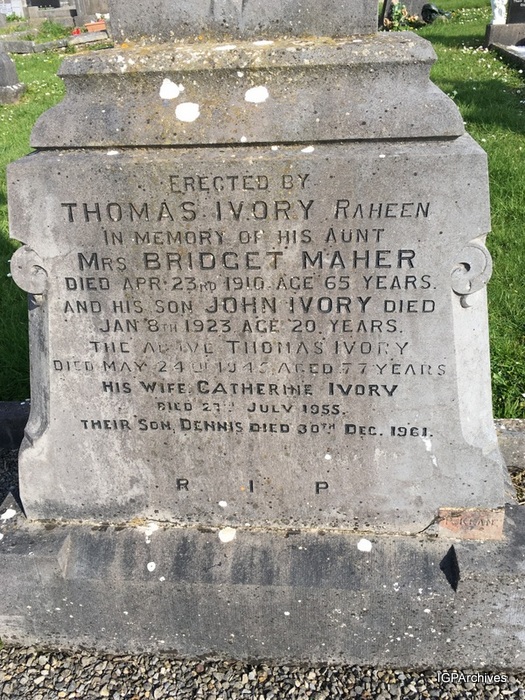 ERECTED BY
THOMAS IVORY RAHEEN
IN MEMORY OF HIS AUNT
MRS BRIDGET MAHER
DIED APR 23RD 1910 AGE 65 YEARS.
AND HIS SON JOHN IVORY DIED
JAN 8TH 1923 AGE 20 YEARS.
THE ABOVE THOMAS IVORY
DIED MAY 24TH AGED 77 YEARS
HIS WIFE CATHERINE IVORY
DIED JULY 1955.
THEIR SON, DENNIS DIED 30TH DEC. 1961.
R I P
IGPArchives